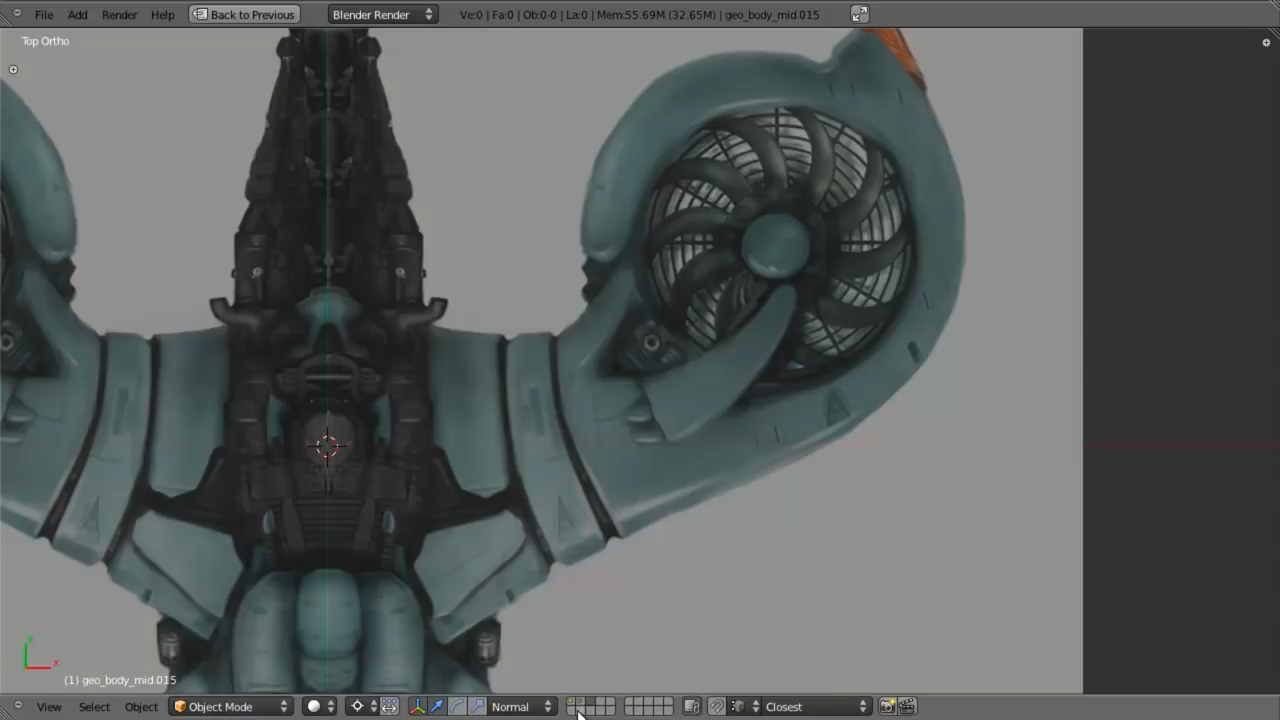 File Add Render Help Back to Previous Blender Render Ve:0 | Fa:0 | Ob:0-0 | La:0 | Mem:55.69M (32.65M) | geo_body_mid.015
Top Ortho
y
x
(1) geo_body_mid.015
View Select Object Object Mode Normal Closest